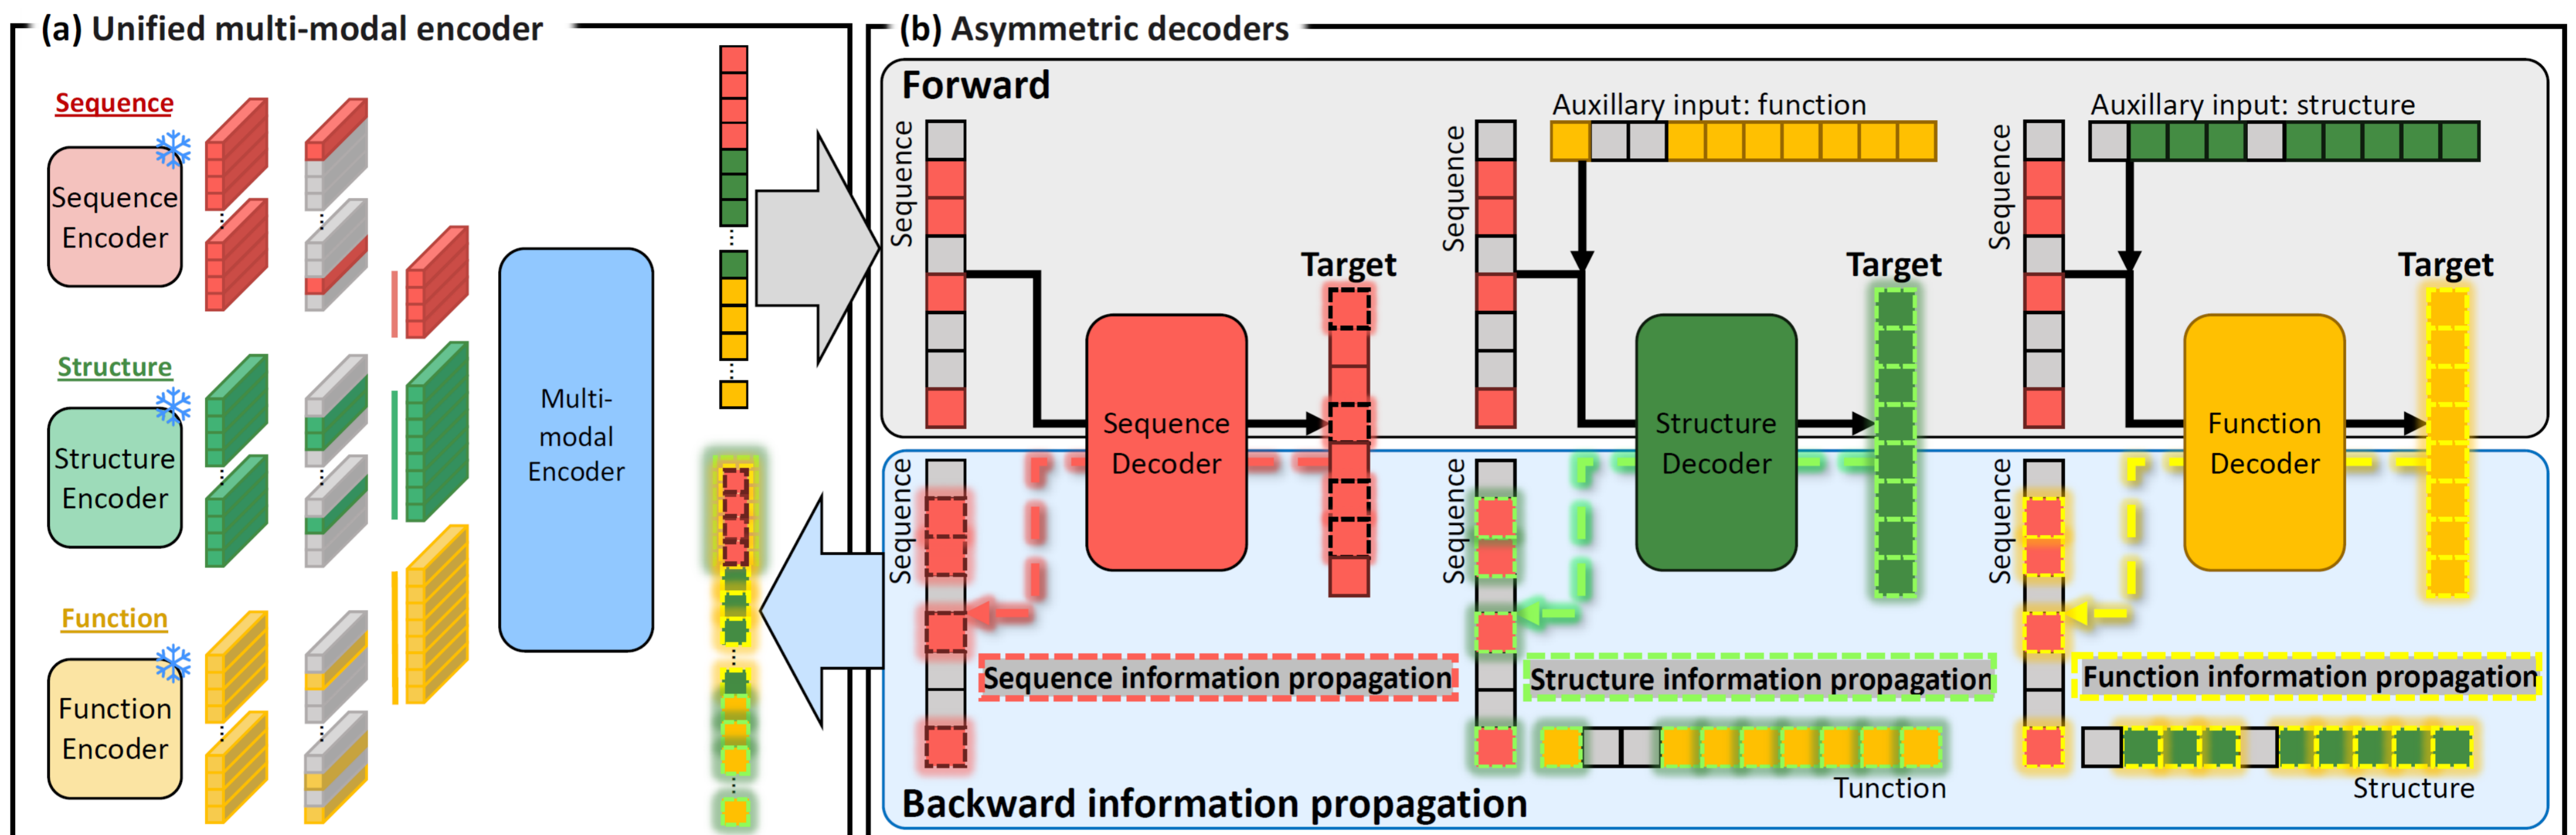 (a) Unified multi-modal encoder
Sequence
Sequence
Encoder
Structure
Structure
Encoder
Function
Function
Encoder
Multi-
modal
Encoder
(b) Asymmetric decoders
Forward
Sequence
Target
Sequence
Decoder
Auxillary input: function
Sequence
Target
Structure
Decoder
Auxillary input: structure
Sequence
Target
Function
Decoder
Sequence
Sequence information propagation
Sequence
Structure information propagation
Tunction
Sequence
Function information propagation
Structure
Backward information propagation